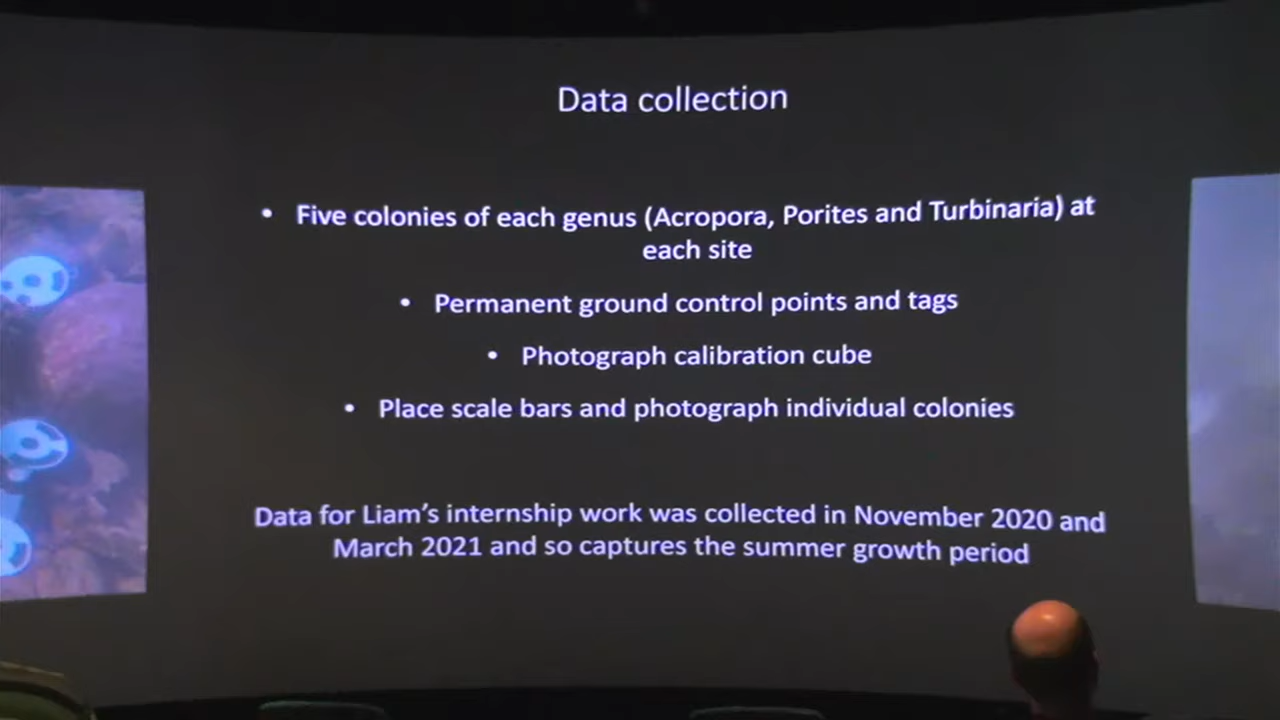 Data collection
• Five colonies of each genus (Acropora, Porites and Turbinaria) at
each site
• Permanent ground control points and tags
• Photograph calibration cube
• Place scale bars and photograph individual colonies
Data for Liam's internship work was collected in November 2020 and
March 2021 and so captures the summer growth period